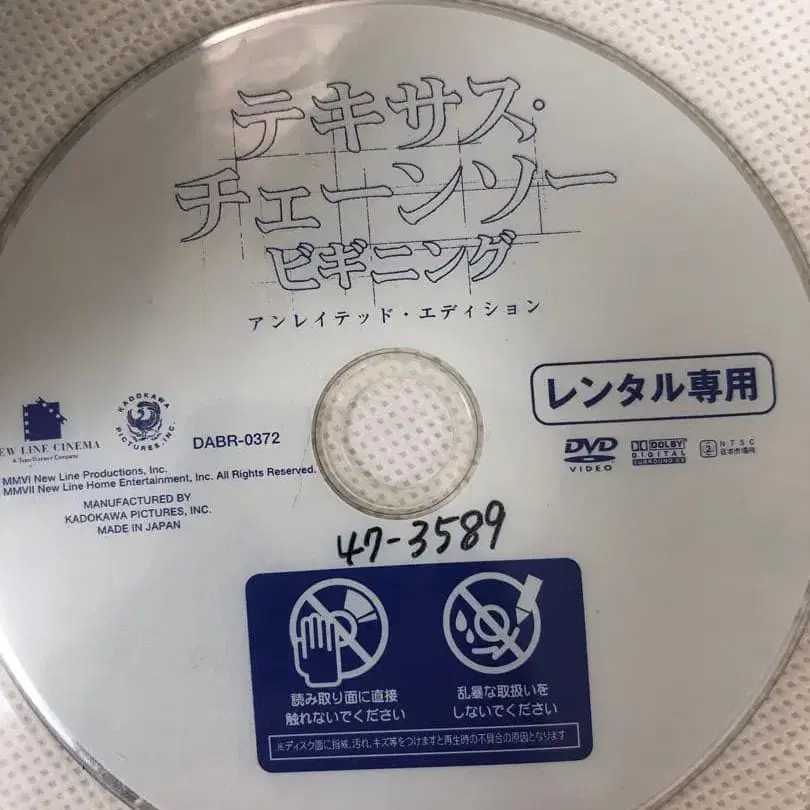 テキサス・
チェーンソー
ビギニング
アンレイテッド・エディション
レンタル専用
NEW LINE CINEMA
A Time Warner Company
KADOKAWA
PICTURES, INC.
DABR-0372
DVD
VIDEO
DOLBY
DIGITAL
SURROUND EX
2
NTSC
日本市場向
MMVI New Line Productions, Inc.
MMVII New Line Home Entertainment, Inc. All Rights Reserved.
MANUFACTURED BY
KADOKAWA PICTURES, INC.
MADE IN JAPAN
47-3589
読み取り面に直接
触れないでください
乱暴な取扱いを
しないでください
※ディスク面に指紋、汚れ、キズ等をつけますと再生時の不具合の原因となります